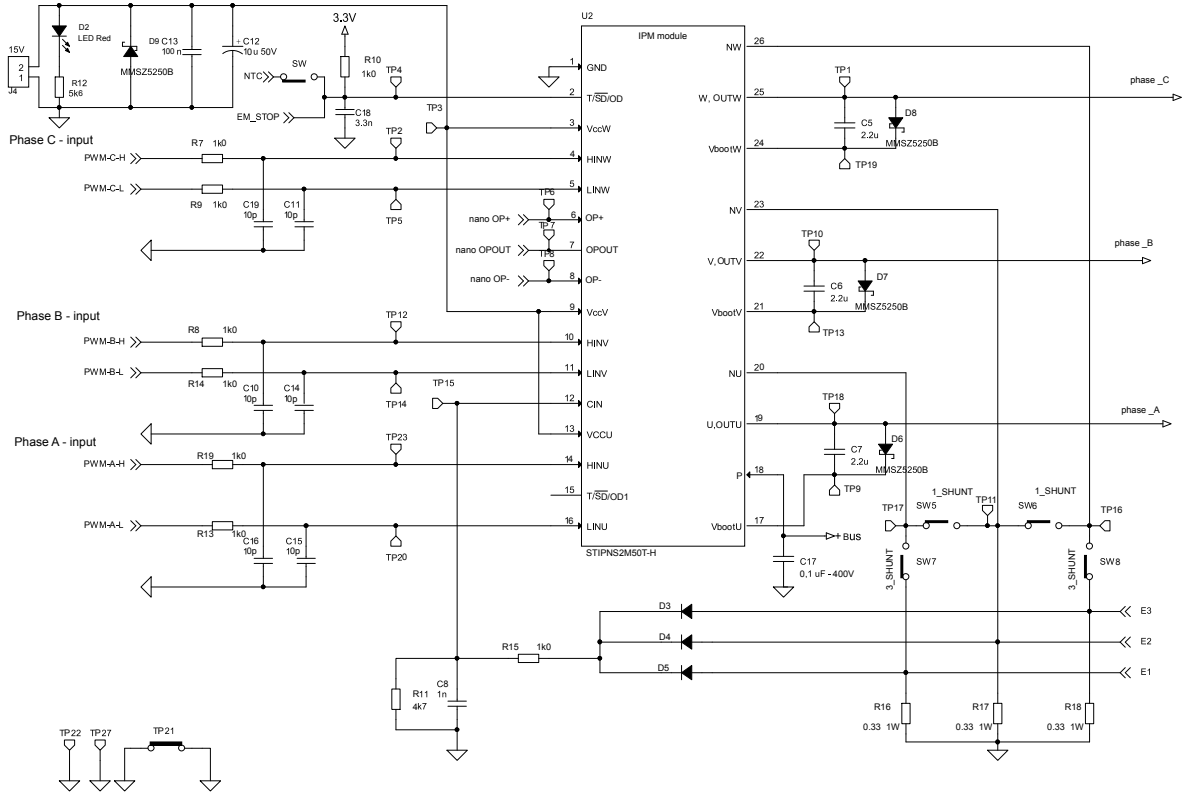 U2
IPM module
STIPNS2M50T-H
15V
2
1
J4
D2
LED Red
R12
5k6
D9
MMSZ5250B
C13
100 n
+ C12
10u 50V
3.3V
R10
1k0
TP4
NTC
SW
EM_STOP
C18
3.3n
TP3
Phase C - input
PWM-C-H
R7 1k0
TP2
PWM-C-L
R9 1k0
TP5
C19
10p
C11
10p
nano OP+
TP6
nano OPOUT
TP7
nano OP-
TP8
Phase B - input
PWM-B-H
R8 1k0
TP12
PWM-B-L
R14 1k0
TP14
C10
10p
C14
10p
TP15
Phase A - input
PWM-A-H
R19 1k0
TP23
PWM-A-L
R13 1k0
TP20
C16
10p
C15
10p
1 GND
2 T/SD/OD
3 VccW
4 HINW
5 LINW
6 OP+
7 OPOUT
8 OP-
9 VccV
10 HINV
11 LINV
12 CIN
13 VCCU
14 HINU
15 T/SD/OD1
16 LINU
NW 26
W, OUTW 25
VbootW 24
NV 23
V, OUTV 22
VbootV 21
NU 20
U,OUTU 19
P 18
VbootU 17
TP1
C5
2.2u
D8
MMSZ5250B
TP19
phase _C
TP10
C6
2.2u
D7
MMSZ5250B
TP13
phase _B
TP18
C7
2.2u
D6
MMSZ5250B
TP9
phase _A
+ BUS
C17
0,1 uF - 400V
TP17
1_SHUNT
SW5
TP11
1_SHUNT
SW6
TP16
3_SHUNT
SW7
3_SHUNT
SW8
D3
E3
D4
E2
D5
E1
R15 1k0
R11
4k7
C8
1n
R16
0.33 1W
R17
0.33 1W
R18
0.33 1W
TP22
TP27
TP21